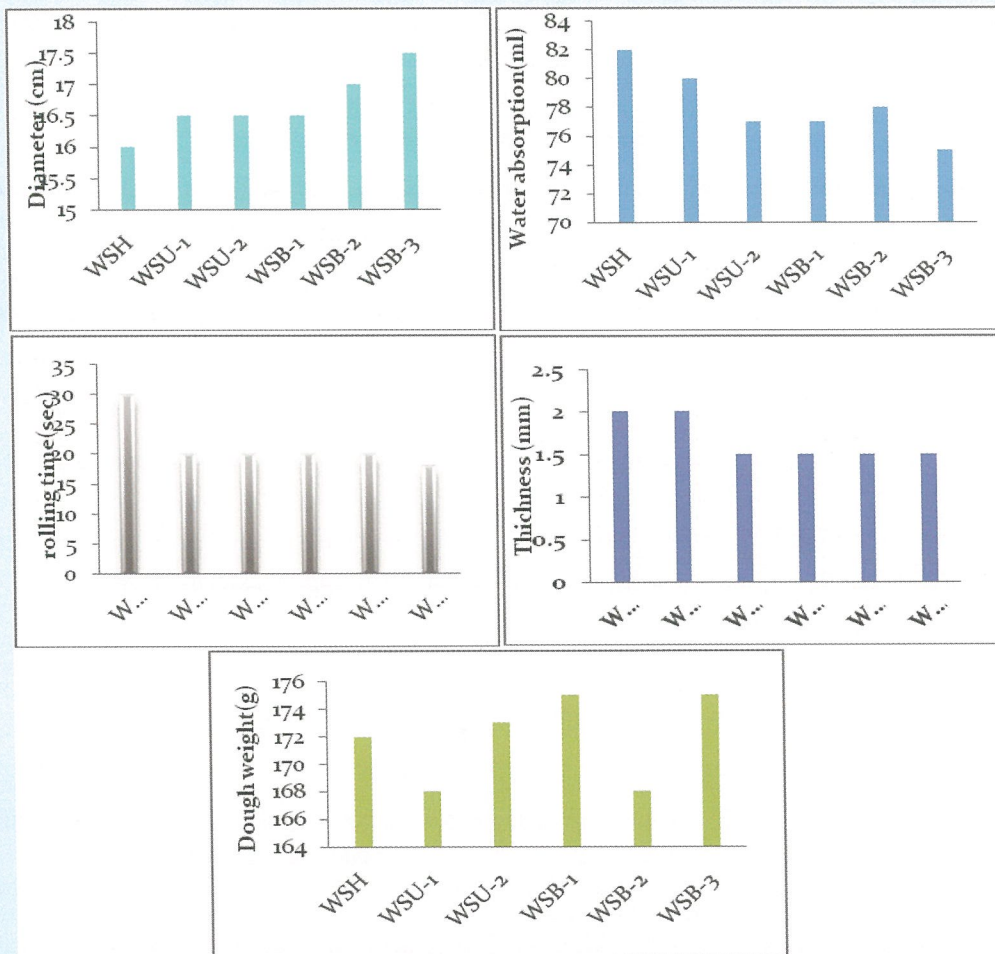 Diameter (cm)
18
17.5
17
16.5
16
15.5
15
WSH
WSU-1
WSU-2
WSB-1
WSB-2
WSB-3
Water absorption(ml)
84
82
80
78
76
74
72
70
WSH
WSU-1
WSU-2
WSB-1
WSB-2
WSB-3
rolling time(sec)
35
30
25
20
15
10
5
0
W...
W...
W...
W...
W...
W...
Thichness (mm)
2.5
2
1.5
1
0.5
0
W...
W...
W...
W...
W...
W...
Dough weight(g)
176
174
172
170
168
166
164
WSH
WSU-1
WSU-2
WSB-1
WSB-2
WSB-3